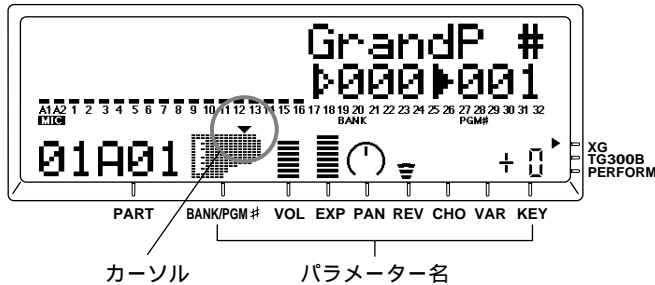 GrandP #
000 001
A1 A2 1 2 3 4 5 6 7 8 9 10 11 12 13 14 15 16 17 18 19 20 21 22 23 24 25 26 27 28 29 30 31 32
MIC BANK PGM#
01A01 + 0
XG
TG300B
PERFORM
PART BANK/PGM♯ VOL EXP PAN REV CHO VAR KEY
カーソル パラメーター名